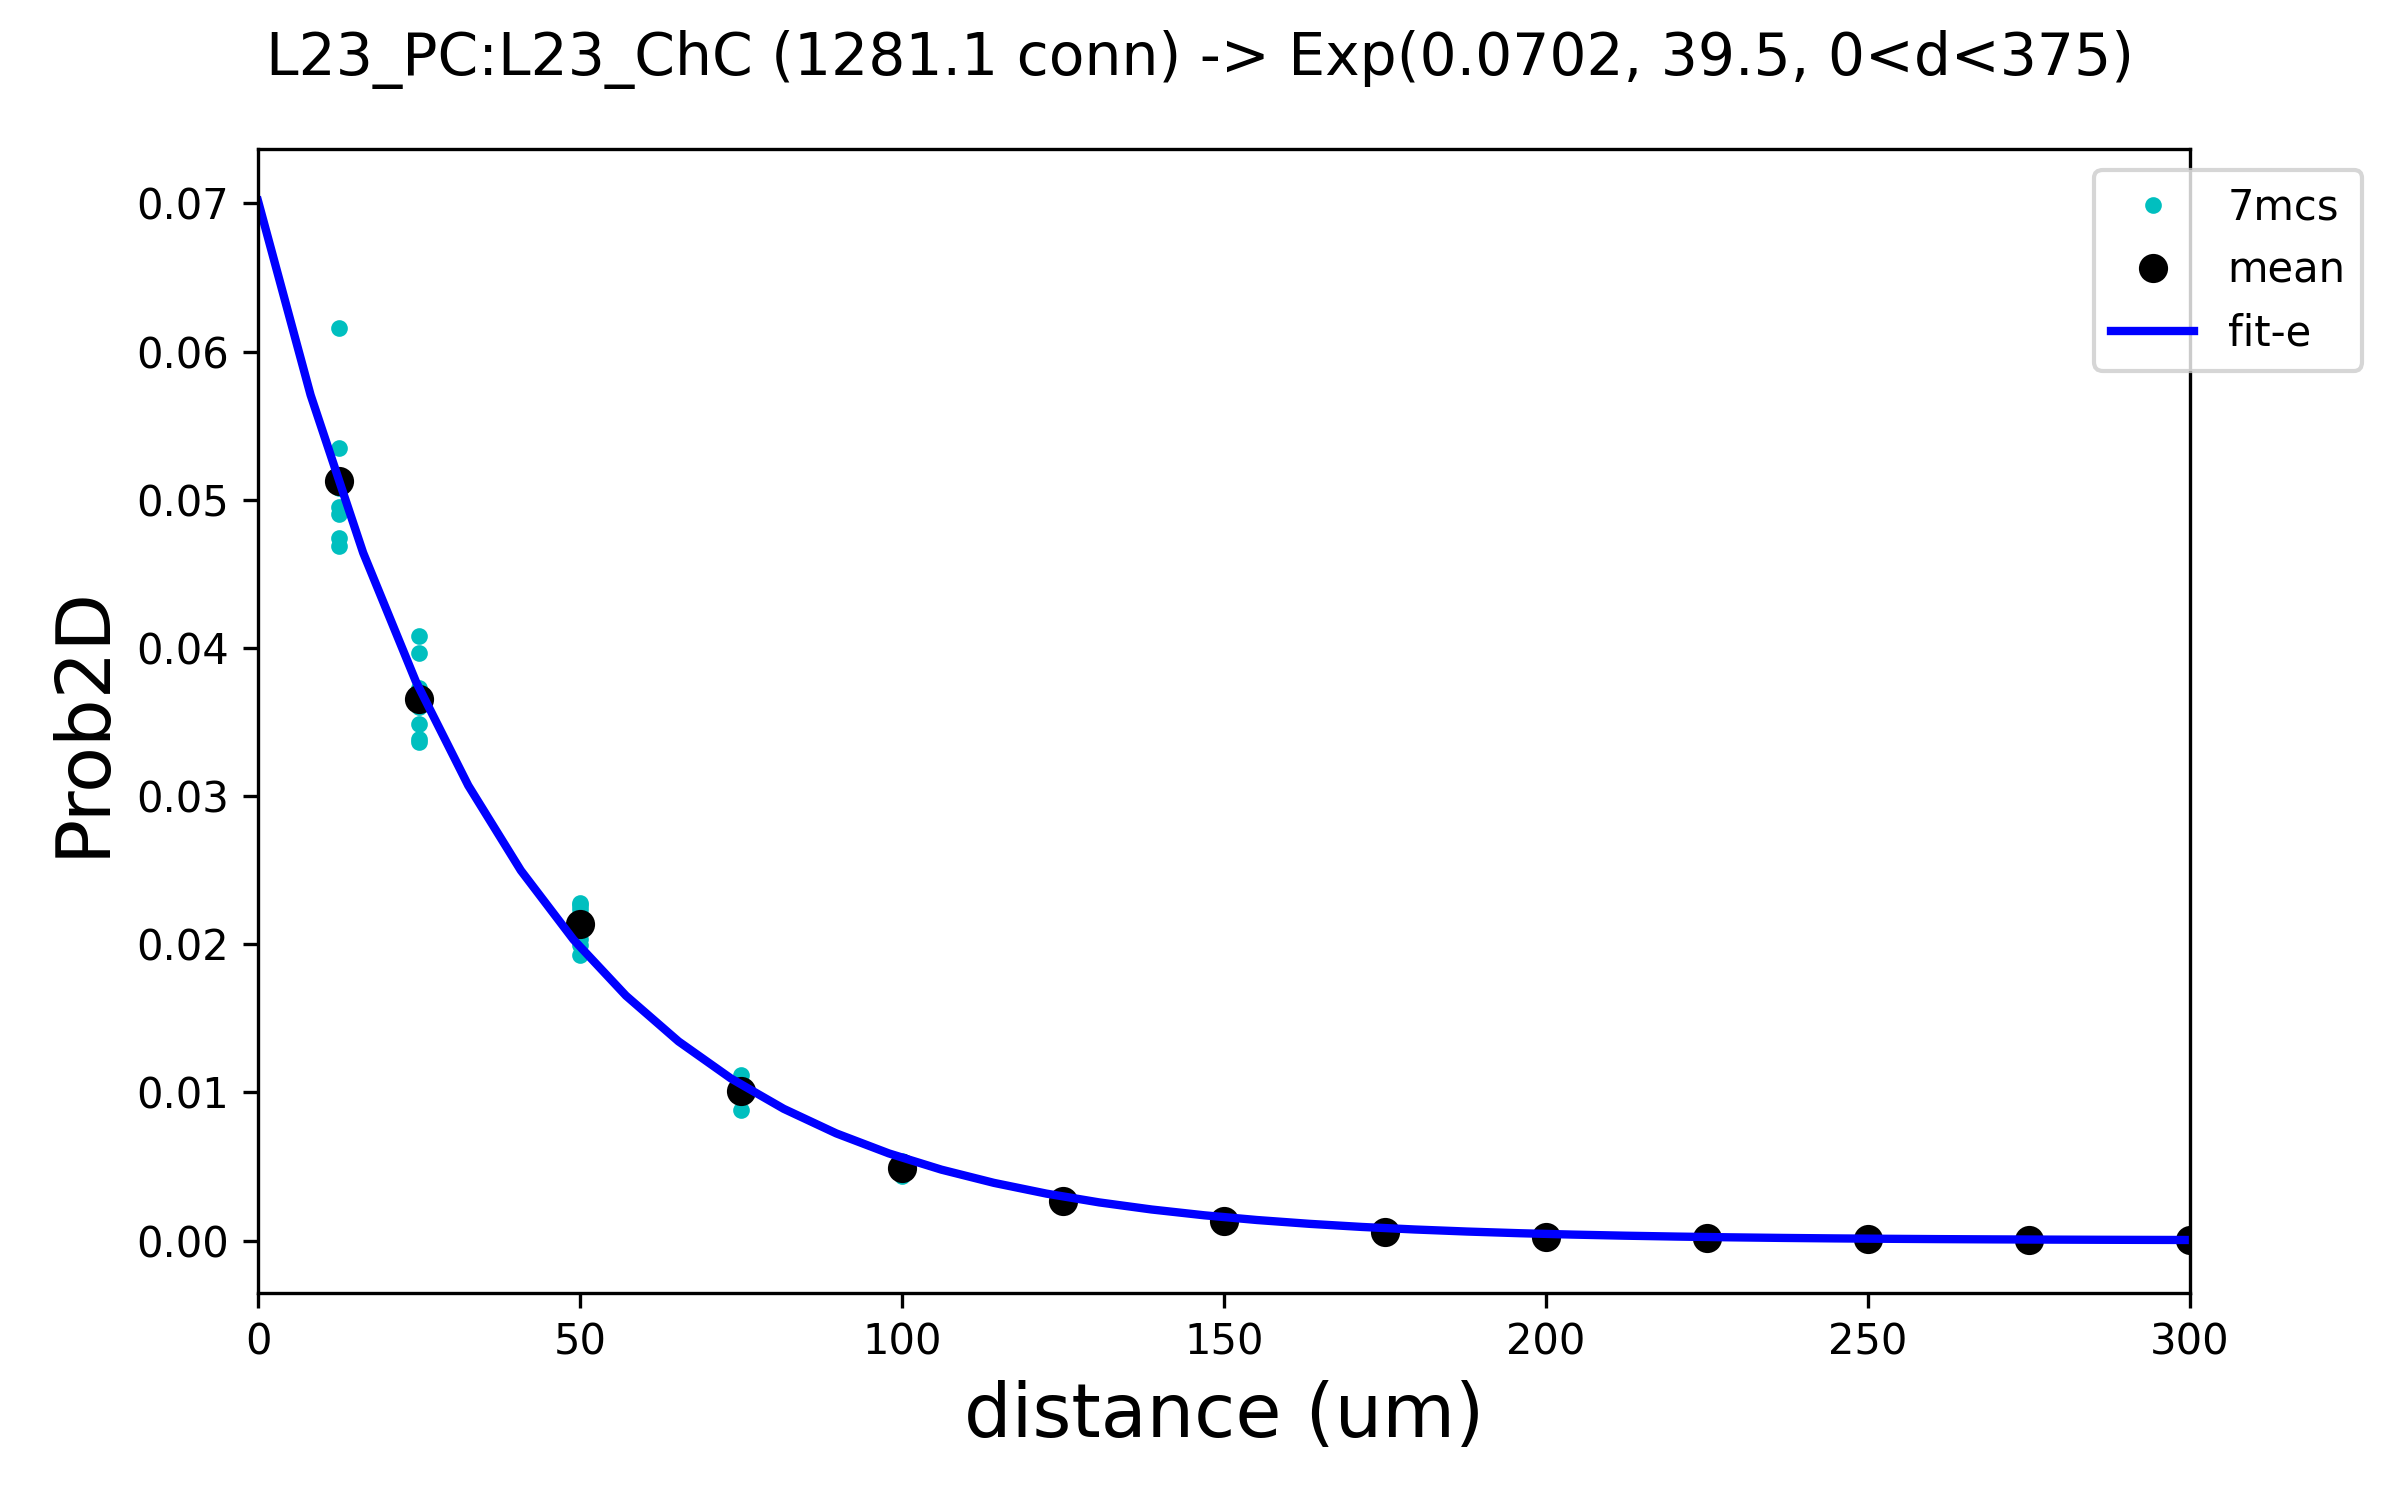 L23_PC:L23_ChC (1281.1 conn) -> Exp(0.0702, 39.5, 0<d<375)
7mcs
mean
fit-e
Prob2D
0.07
0.06
0.05
0.04
0.03
0.02
0.01
0.00
0 50 100 150 200 250 300
distance (um)